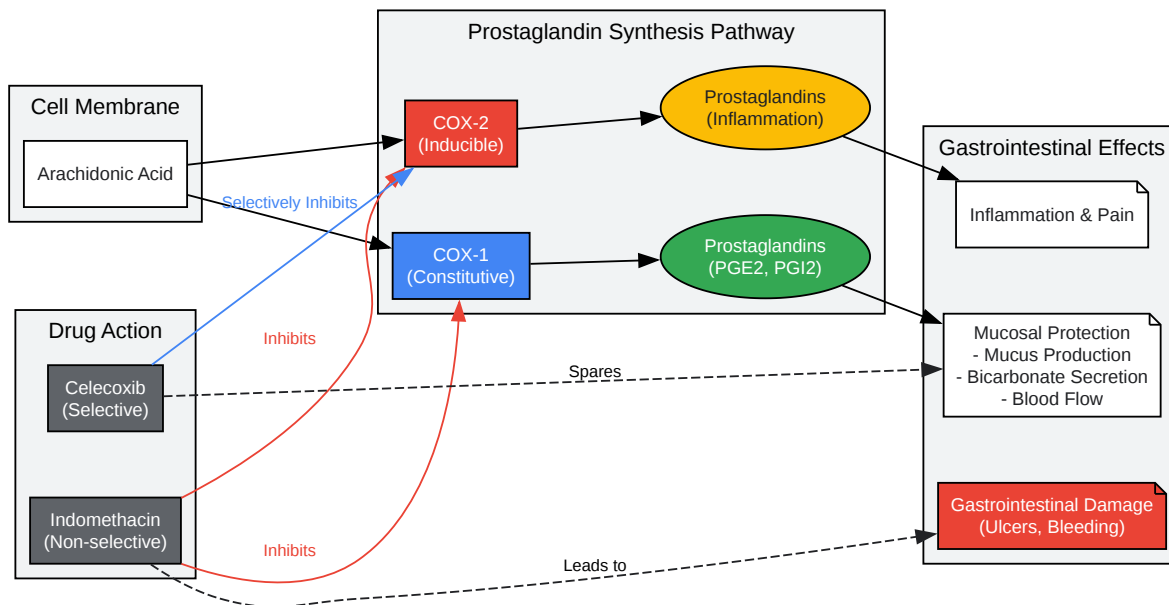 Prostaglandin Synthesis Pathway
Cell Membrane
Arachidonic Acid
COX-2
(Inducible)
Prostaglandins
(Inflammation)
Selectively Inhibits
COX-1
(Constitutive)
Prostaglandins
(PGE2, PGI2)
Gastrointestinal Effects
Inflammation & Pain
Mucosal Protection
- Mucus Production
- Bicarbonate Secretion
- Blood Flow
Gastrointestinal Damage
(Ulcers, Bleeding)
Drug Action
Celecoxib
(Selective)
Indomethacin
(Non-selective)
Inhibits
Spares
Inhibits
Leads to